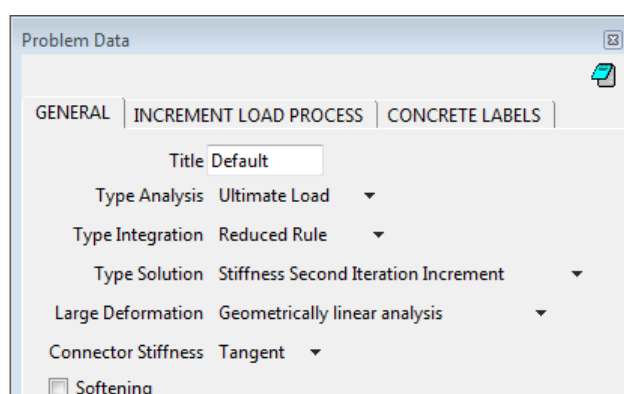 Problem Data
GENERAL INCREMENT LOAD PROCESS CONCRETE LABELS
Title Default
Type Analysis Ultimate Load
Type Integration Reduced Rule
Type Solution Stiffness Second Iteration Increment
Large Deformation Geometrically linear analysis
Connector Stiffness Tangent
Softening